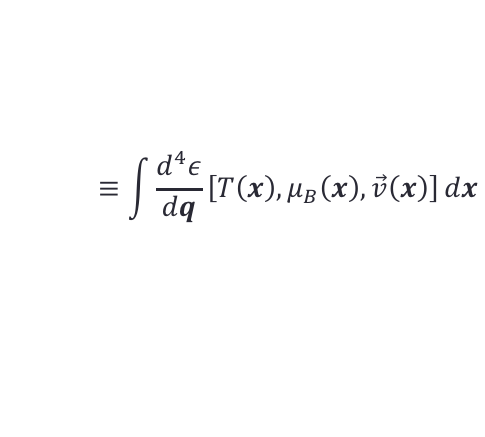 ≡ ∫ d⁴ϵ/d𝒒 [T(𝒙), μ_B(𝒙), v⃗(𝒙)] d𝒙